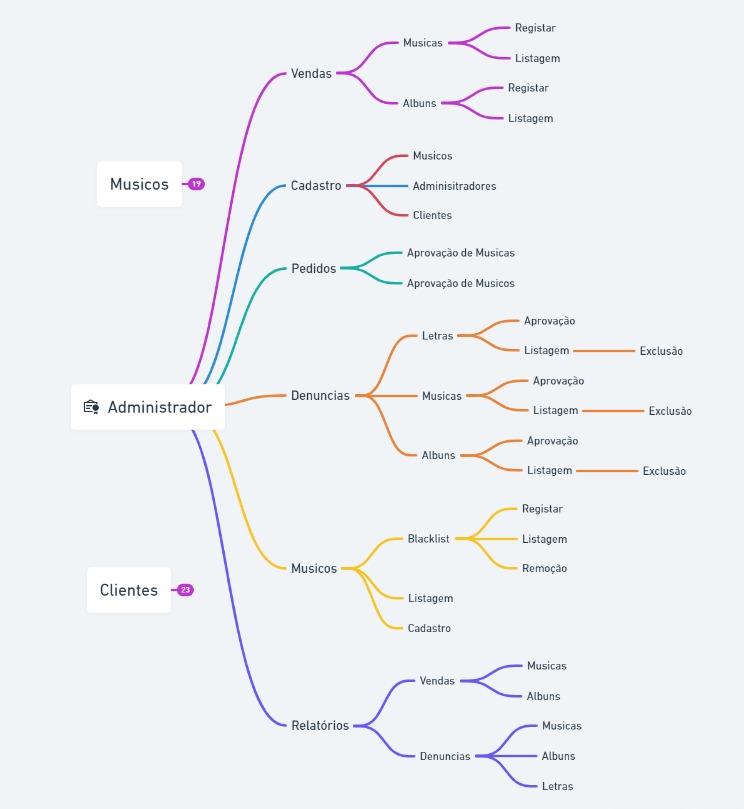 Musicos
19
Administrador
Clientes
23
Vendas
Musicas
Registar
Listagem
Albuns
Registar
Listagem
Cadastro
Musicos
Adminisitradores
Clientes
Pedidos
Aprovação de Musicas
Aprovação de Musicos
Denuncias
Letras
Aprovação
Listagem
Exclusão
Musicas
Aprovação
Listagem
Exclusão
Albuns
Aprovação
Listagem
Exclusão
Musicos
Blacklist
Registar
Listagem
Remoção
Listagem
Cadastro
Relatórios
Vendas
Musicas
Albuns
Denuncias
Musicas
Albuns
Letras